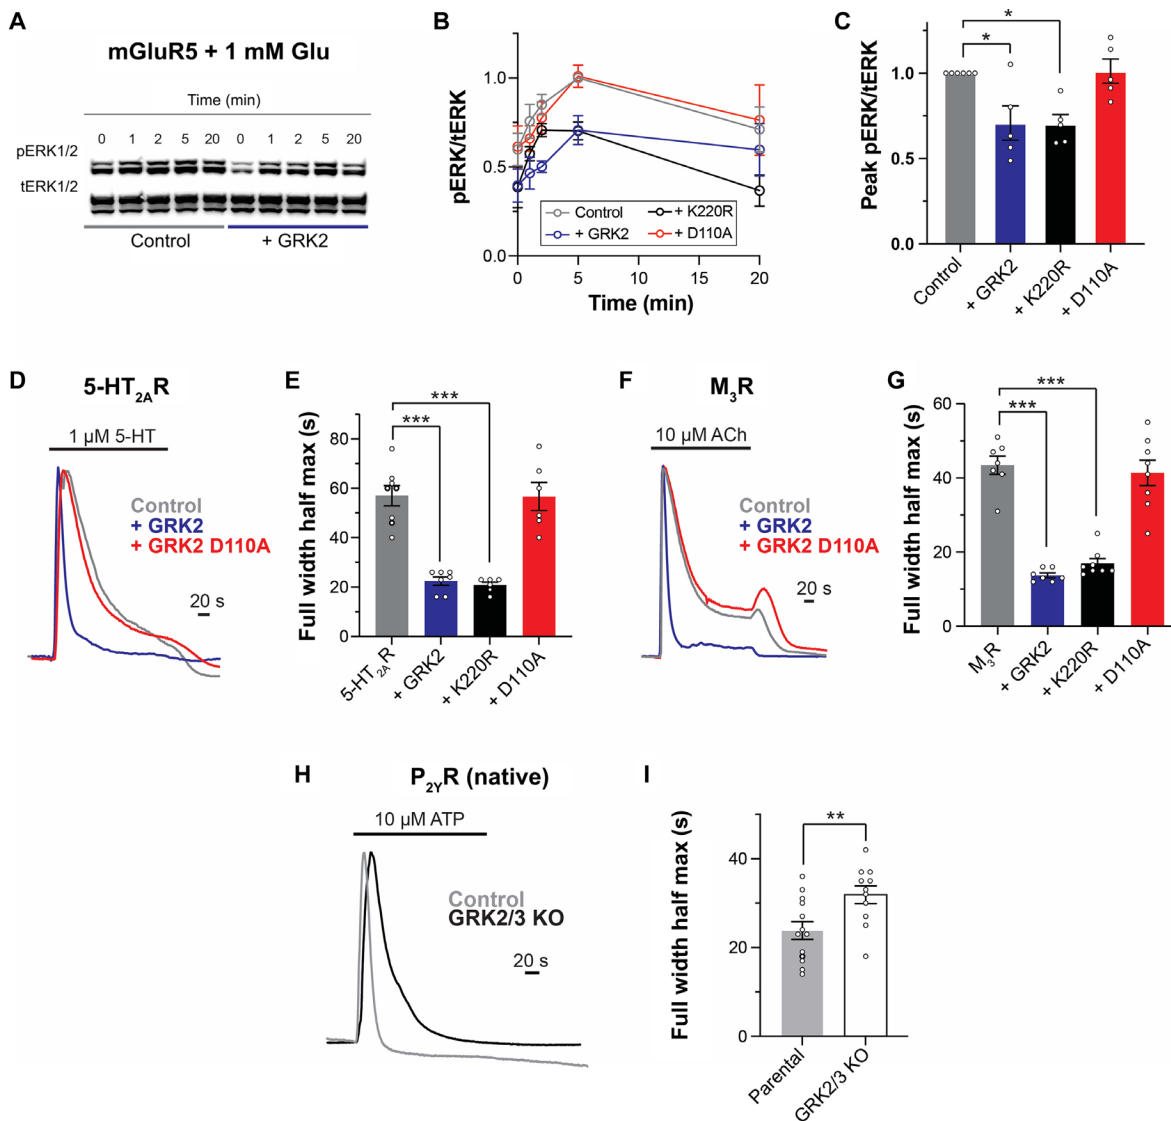 A
mGluR5 + 1 mM Glu
Time (min)
0 1 2 5 20 0 1 2 5 20
pERK1/2
tERK1/2
Control + GRK2
B
pERK/tERK
1.0
0.5
0.0
Control + K220R
+ GRK2 + D110A
0 5 10 15 20
Time (min)
C
Peak pERK/tERK
* 
*
1.0
0.5
0.0
Control
+ GRK2
+ K220R
+ D110A
D
5-HT2AR
1 µM 5-HT
Control
+ GRK2
+ GRK2 D110A
20 s
E
Full width half max (s)
***
***
80
60
40
20
0
5-HT2AR
+ GRK2
+ K220R
+ D110A
F
M3R
10 µM ACh
Control
+ GRK2
+ GRK2 D110A
20 s
G
Full width half max (s)
***
***
60
40
20
0
M3R
+ GRK2
+ K220R
+ D110A
H
P2YR (native)
10 µM ATP
Control
GRK2/3 KO
20 s
I
Full width half max (s)
**
40
20
0
Parental
GRK2/3 KO